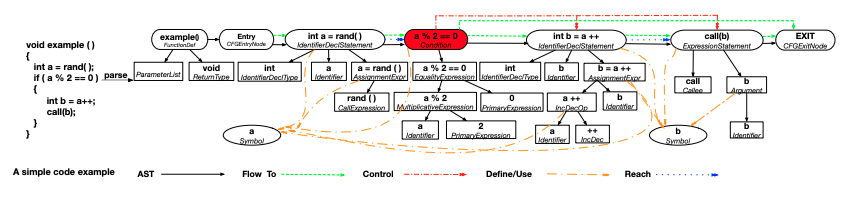 void example ( )
{
int a = rand( );
if ( a % 2 == 0 )
{
int b = a++;
call(b);
}
}
parse
example()
FunctionDef
Entry
CFGEntryNode
int a = rand( )
IdentifierDeclStatement
a % 2 == 0
Condition
int b = a ++
IdentifierDeclStatement
call(b)
ExpressionStatement
EXIT
CFGExitNode
ParameterList
void
ReturnType
int
IdentifierDeclType
a
Identifier
a = rand( )
AssignmentExpr
a % 2 == 0
EqualityExpression
int
IdentifierDeclType
b
Identifier
b = a ++
AssignmentExpr
call
Callee
b
Argument
rand ( )
CallExpression
a % 2
MultiplicativeExpression
0
PrimaryExpression
a ++
IncDecOp
b
Identifier
a
Symbol
a
Identifier
2
PrimaryExpression
a
Identifier
++
IncDec
b
Symbol
b
Identifier
A simple code example
AST
Flow To
Control
Define/Use
Reach